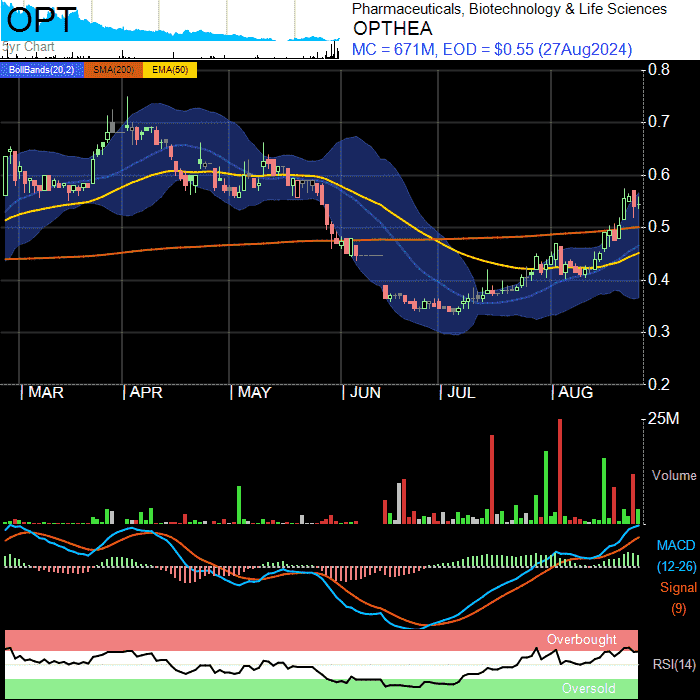 OPT
5yr Chart
Pharmaceuticals, Biotechnology & Life Sciences
OPTHEA
MC = 671M, EOD = $0.55 (27Aug2024)
BollBands(20,2) SMA(200) EMA(50)
0.8
0.7
0.6
0.5
0.4
0.3
0.2
MAR APR MAY JUN JUL AUG
25M
Volume
MACD
(12-26)
Signal
(9)
Overbought
RSI(14)
Oversold